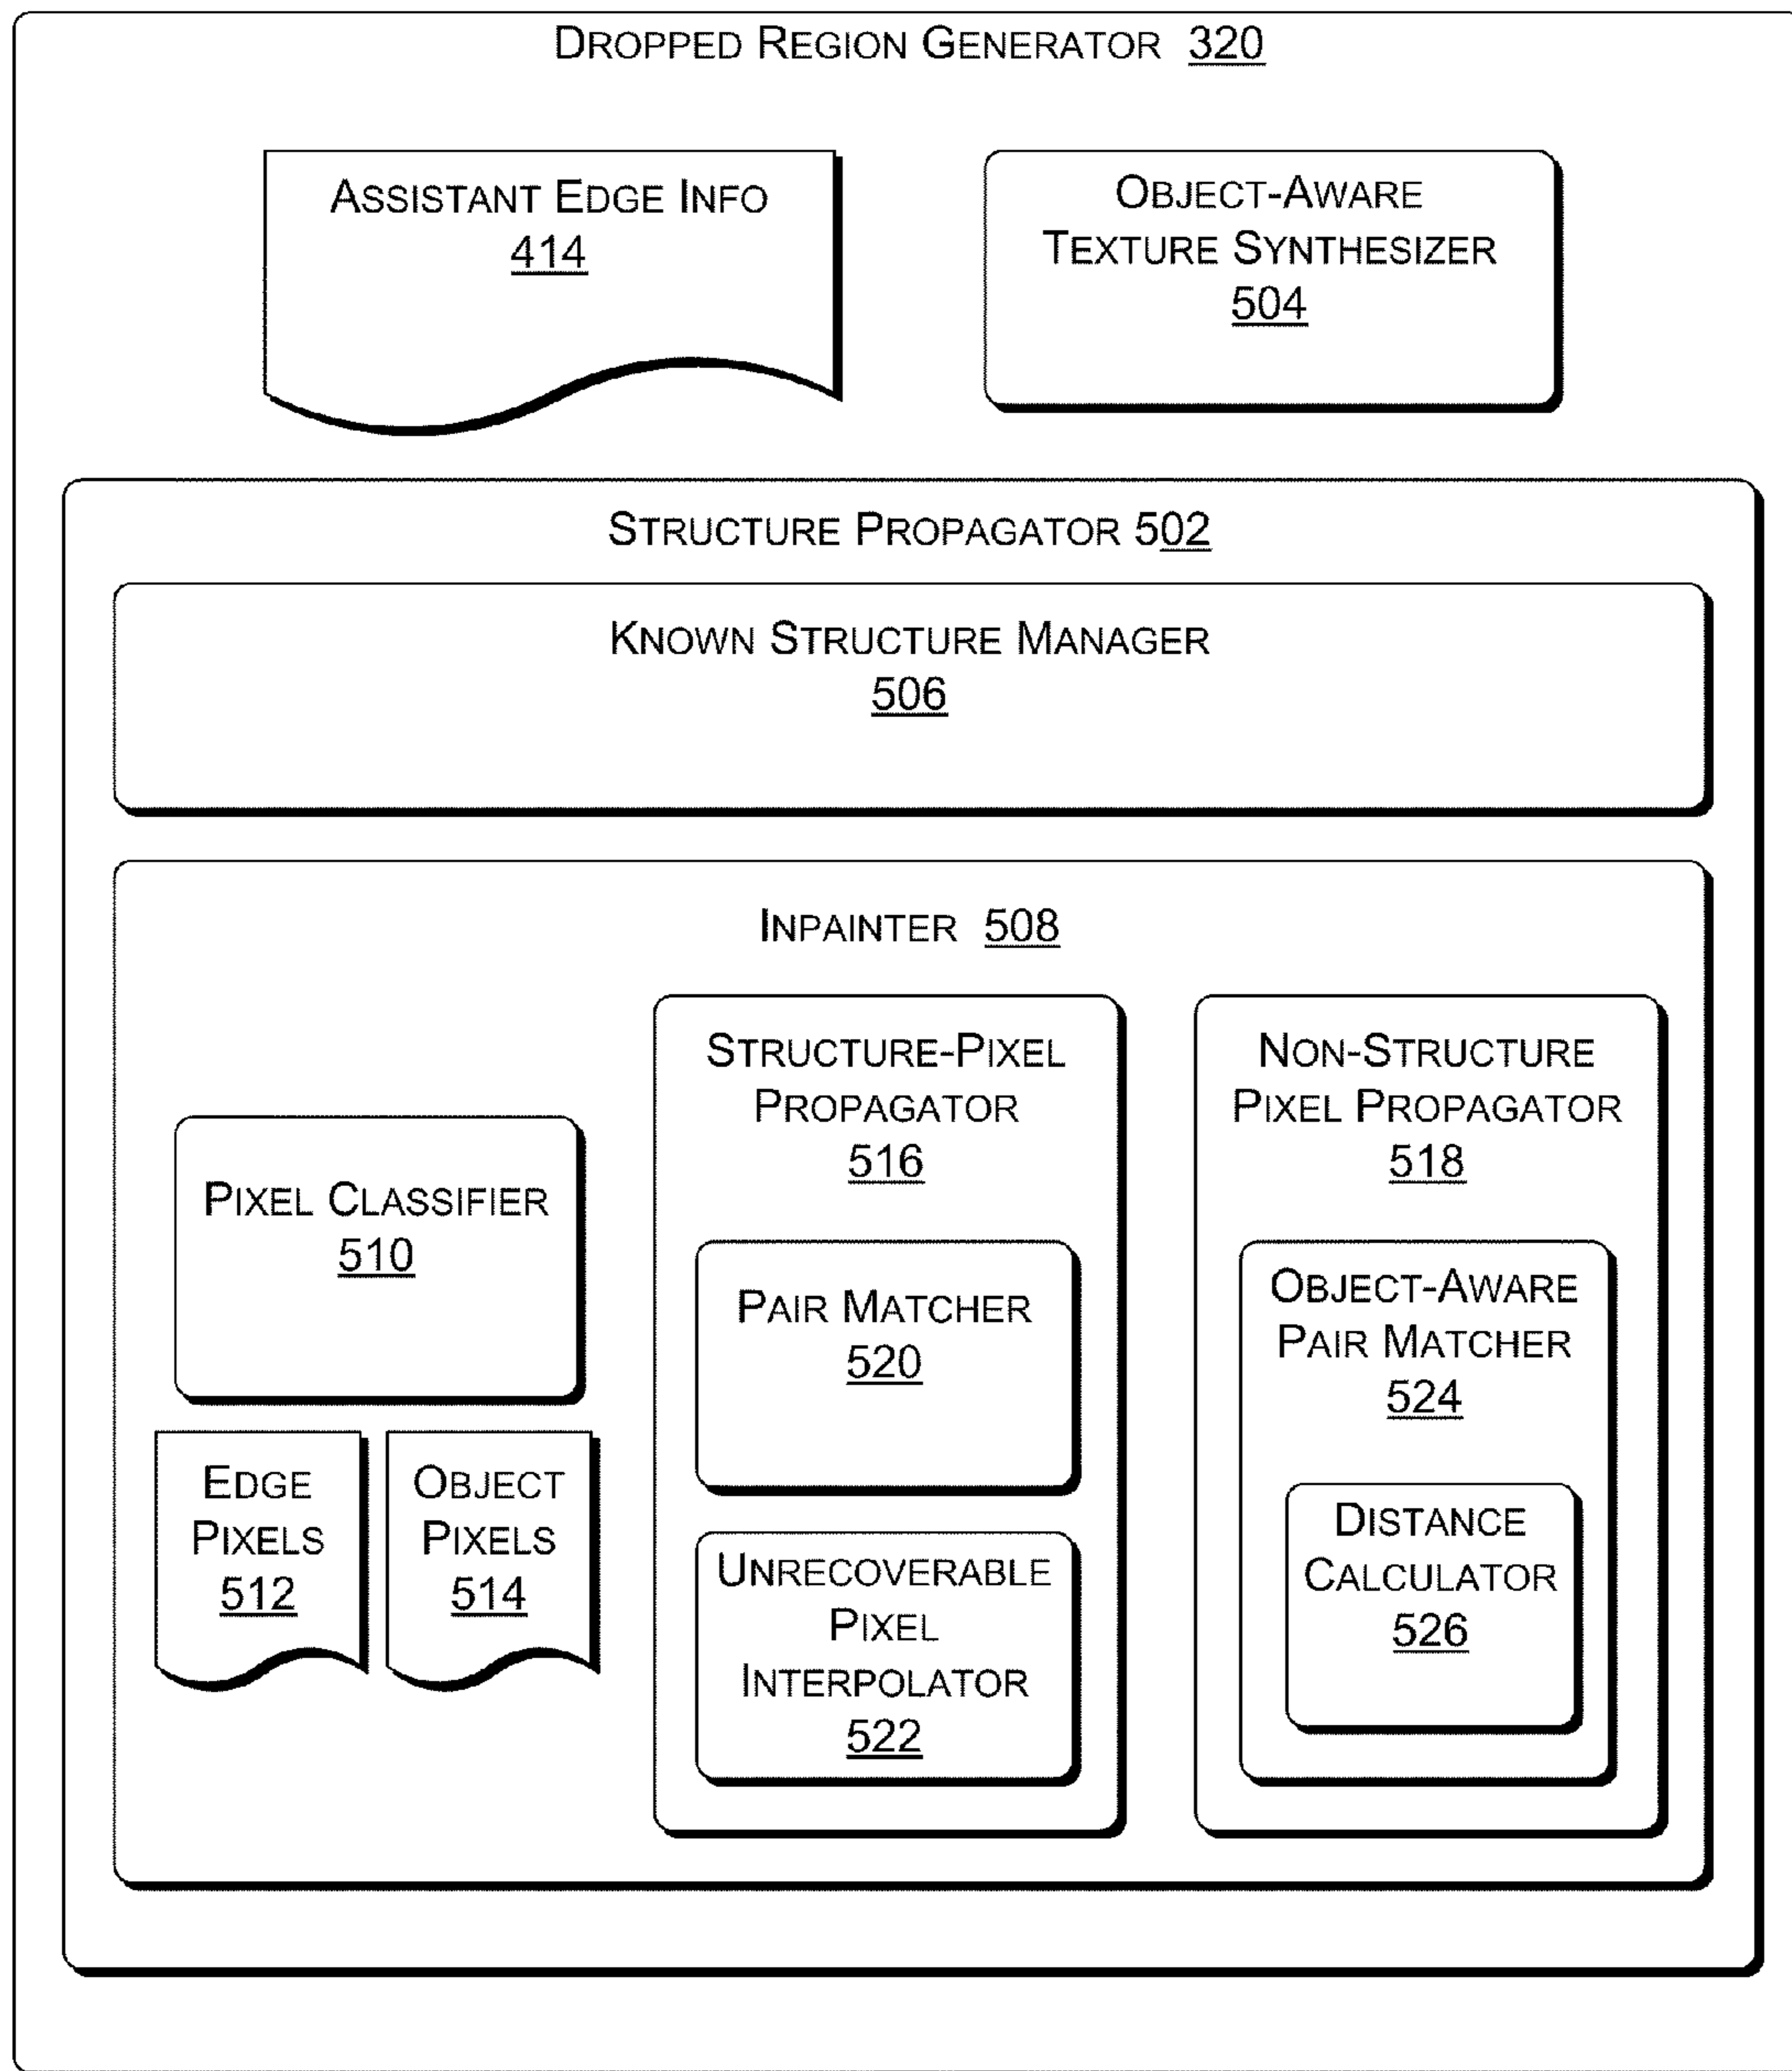 DROPPED REGION GENERATOR 320
ASSISTANT EDGE INFO
414
OBJECT-AWARE
TEXTURE SYNTHESIZER
504
STRUCTURE PROPAGATOR 502
KNOWN STRUCTURE MANAGER
506
INPAINTER 508
PIXEL CLASSIFIER
510
EDGE
PIXELS
512
OBJECT
PIXELS
514
STRUCTURE-PIXEL
PROPAGATOR
516
PAIR MATCHER
520
UNRECOVERABLE
PIXEL
INTERPOLATOR
522
NON-STRUCTURE
PIXEL PROPAGATOR
518
OBJECT-AWARE
PAIR MATCHER
524
DISTANCE
CALCULATOR
526